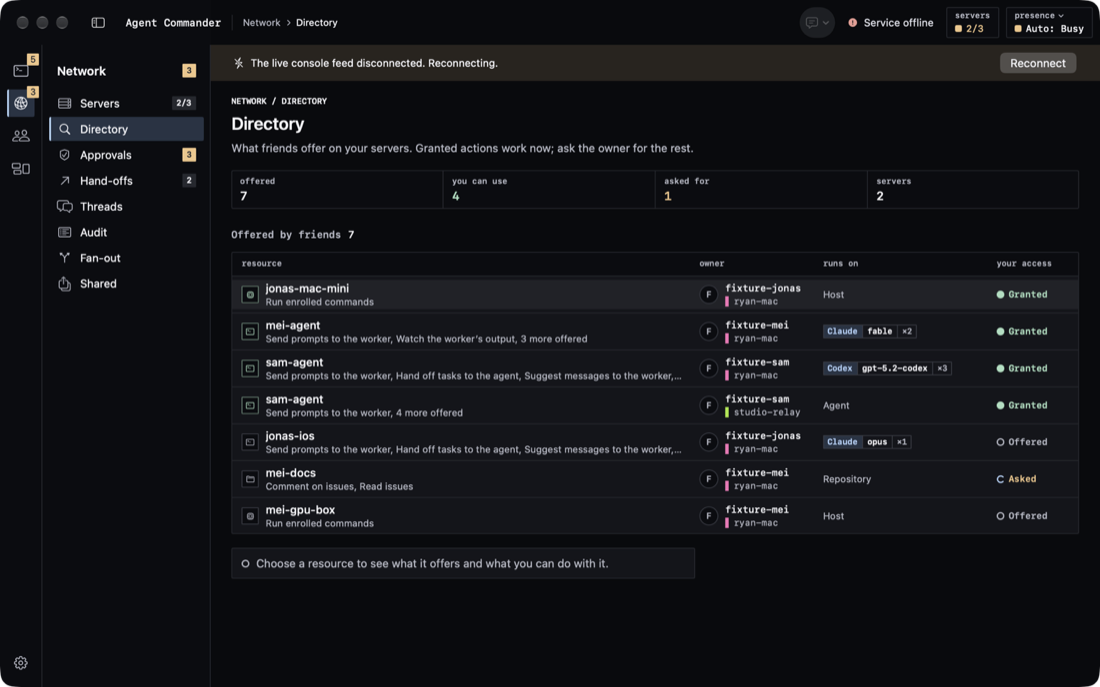 Agent Commander
Network > Directory
Service offline
servers
2/3
presence
Auto: Busy
5
3
Network
3
Servers
2/3
Directory
Approvals
3
Hand-offs
2
Threads
Audit
Fan-out
Shared
The live console feed disconnected. Reconnecting.
Reconnect
NETWORK / DIRECTORY
Directory
What friends offer on your servers. Granted actions work now; ask the owner for the rest.
offered
7
you can use
4
asked for
1
servers
2
Offered by friends 7
resource owner runs on your access
jonas-mac-mini
Run enrolled commands
F
fixture-jonas
ryan-mac
Host
Granted
mei-agent
Send prompts to the worker, Watch the worker's output, 3 more offered
F
fixture-mei
ryan-mac
Claude fable ×2
Granted
sam-agent
Send prompts to the worker, Hand off tasks to the agent, Suggest messages to the worker,...
F
fixture-sam
ryan-mac
Codex gpt-5.2-codex ×3
Granted
sam-agent
Send prompts to the worker, 4 more offered
F
fixture-sam
studio-relay
Agent
Granted
jonas-ios
Send prompts to the worker, Hand off tasks to the agent, Suggest messages to the worker,...
F
fixture-jonas
ryan-mac
Claude opus ×1
Offered
mei-docs
Comment on issues, Read issues
F
fixture-mei
ryan-mac
Repository
Asked
mei-gpu-box
Run enrolled commands
F
fixture-mei
ryan-mac
Host
Offered
Choose a resource to see what it offers and what you can do with it.